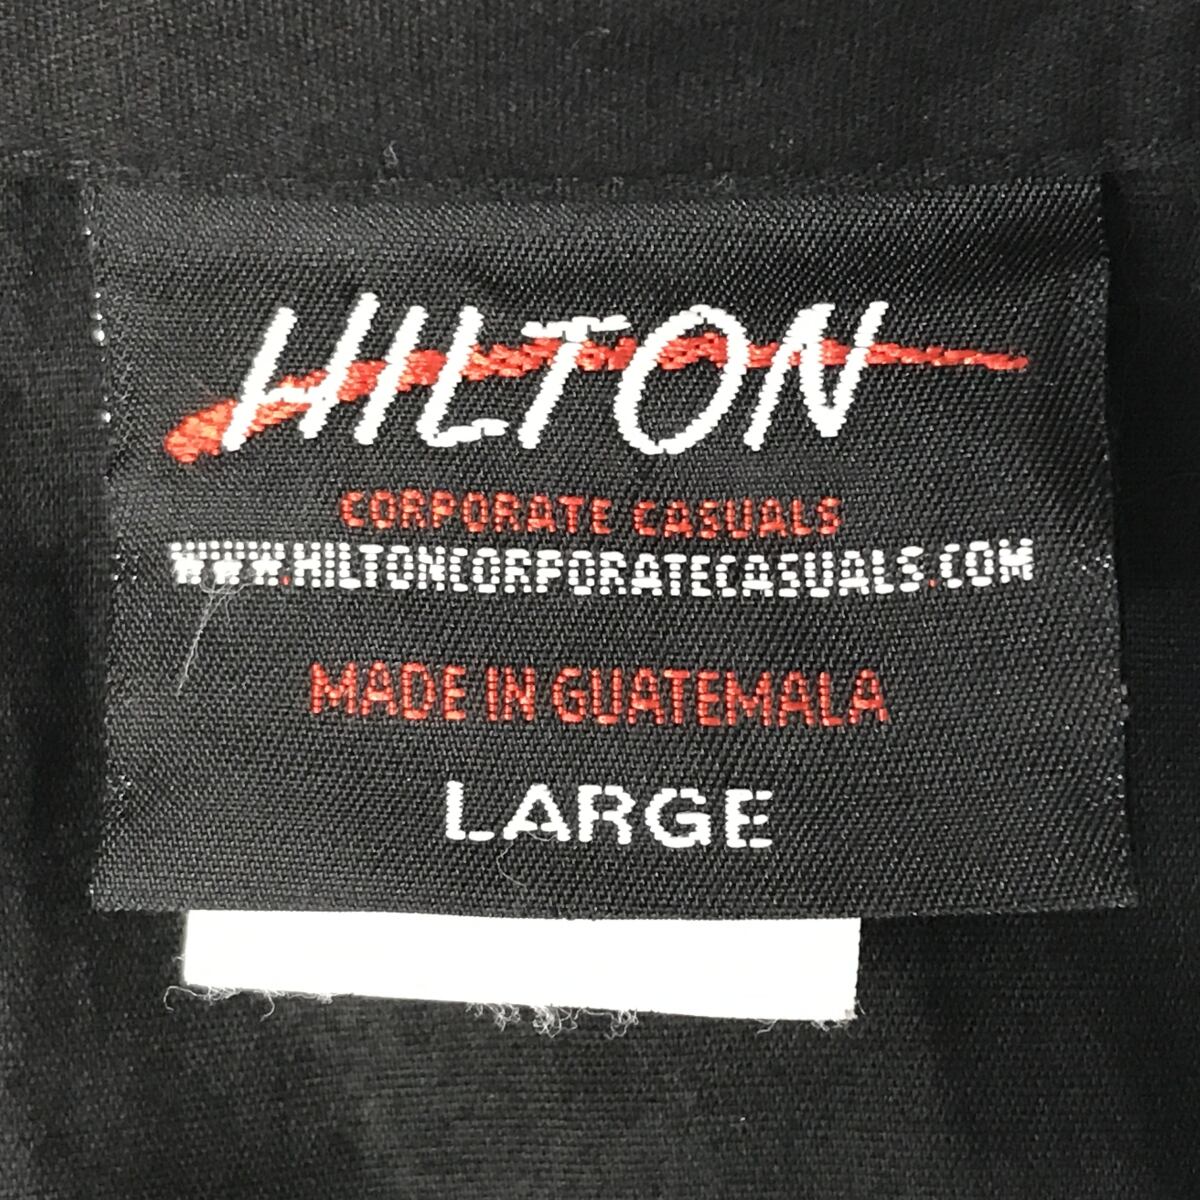 HILTON
CORPORATE CASUALS
WWW.HILTONCORPORATECASUALS.COM
MADE IN GUATEMALA
LARGE